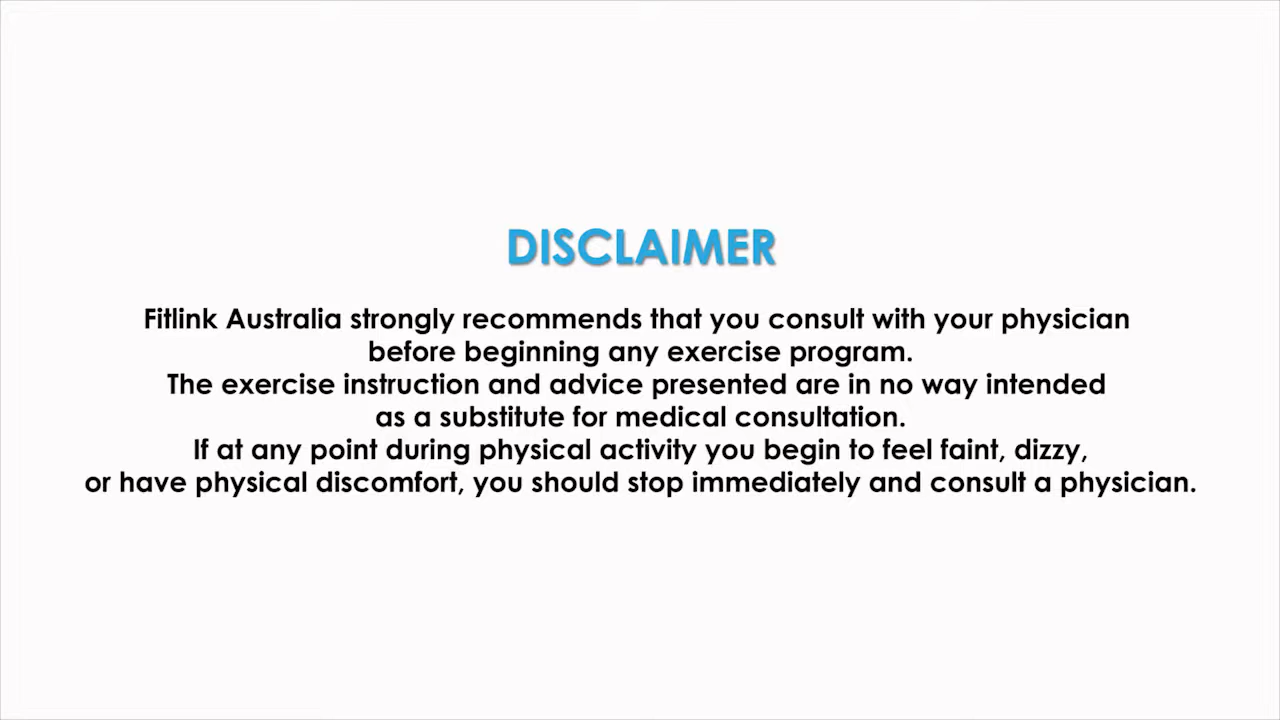 DISCLAIMER
Fitlink Australia strongly recommends that you consult with your physician
before beginning any exercise program.
The exercise instruction and advice presented are in no way intended
as a substitute for medical consultation.
If at any point during physical activity you begin to feel faint, dizzy,
or have physical discomfort, you should stop immediately and consult a physician.